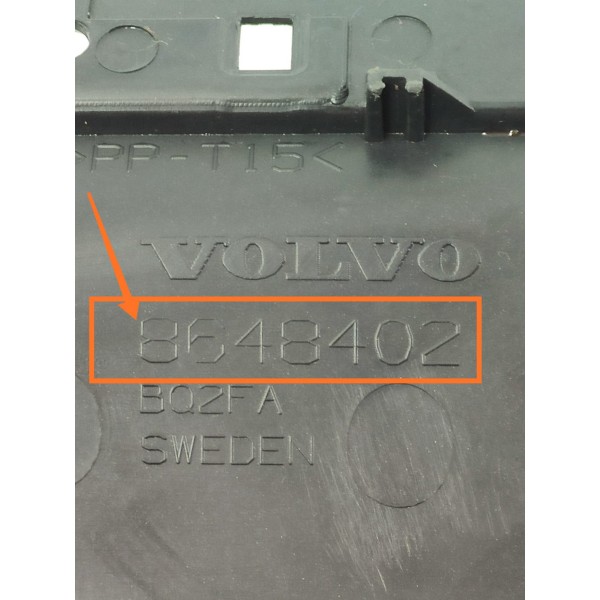 >PP-T15<
VOLVO
8648402
BQ2FA
SWEDEN